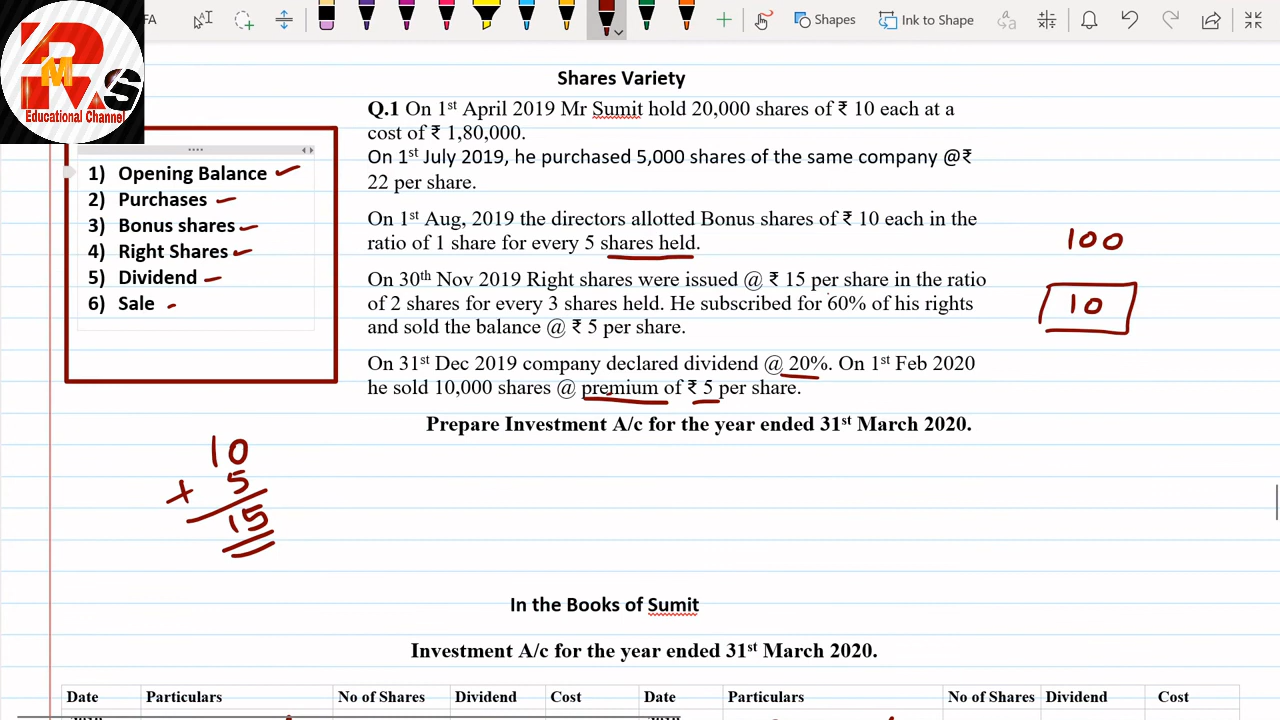 FA
Shapes
Ink to Shape
R
M
S
Educational Channel
Shares Variety
Q.1 On 1st April 2019 Mr Sumit hold 20,000 shares of ₹ 10 each at a
cost of ₹ 1,80,000.
On 1st July 2019, he purchased 5,000 shares of the same company @₹
22 per share.
On 1st Aug, 2019 the directors allotted Bonus shares of ₹ 10 each in the
ratio of 1 share for every 5 shares held.
On 30th Nov 2019 Right shares were issued @ ₹ 15 per share in the ratio
of 2 shares for every 3 shares held. He subscribed for 60% of his rights
and sold the balance @ ₹ 5 per share.
On 31st Dec 2019 company declared dividend @ 20%. On 1st Feb 2020
he sold 10,000 shares @ premium of ₹ 5 per share.
Prepare Investment A/c for the year ended 31st March 2020.
1) Opening Balance
2) Purchases
3) Bonus shares
4) Right Shares
5) Dividend
6) Sale
100
10
10
+ 5
15
In the Books of Sumit
Investment A/c for the year ended 31st March 2020.
Date Particulars No of Shares Dividend Cost Date Particulars No of Shares Dividend Cost